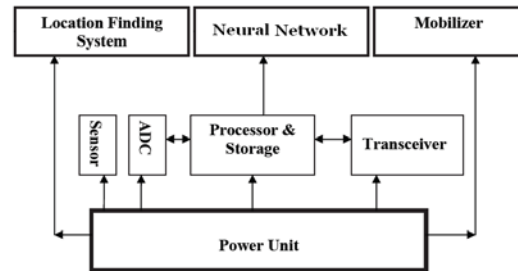 Location Finding
System
Neural Network
Mobilizer
Sensor
ADC
Processor &
Storage
Transceiver
Power Unit